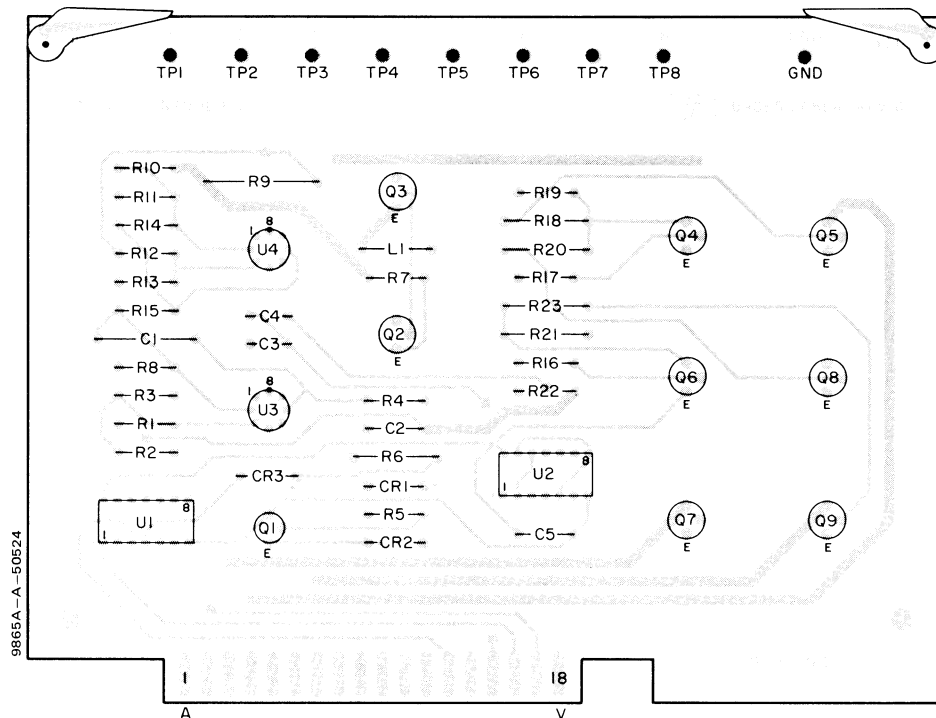 TP1 TP2 TP3 TP4 TP5 TP6 TP7 TP8 GND
R10
R9
Q3
E
R19
R11
R14
R18
Q4
E
Q5
E
1
8
U4
L1
R20
R12
R7
R17
R13
R15
C4
R23
C1
C3
Q2
E
R21
R8
R16
Q6
E
Q8
E
R3
1
8
U3
R4
R22
R1
C2
R2
R6
U2
1
8
CR3
CR1
U1
1
8
Q1
E
R5
CR2
C5
Q7
E
Q9
E
9865A-A-50524
1
18
A
V